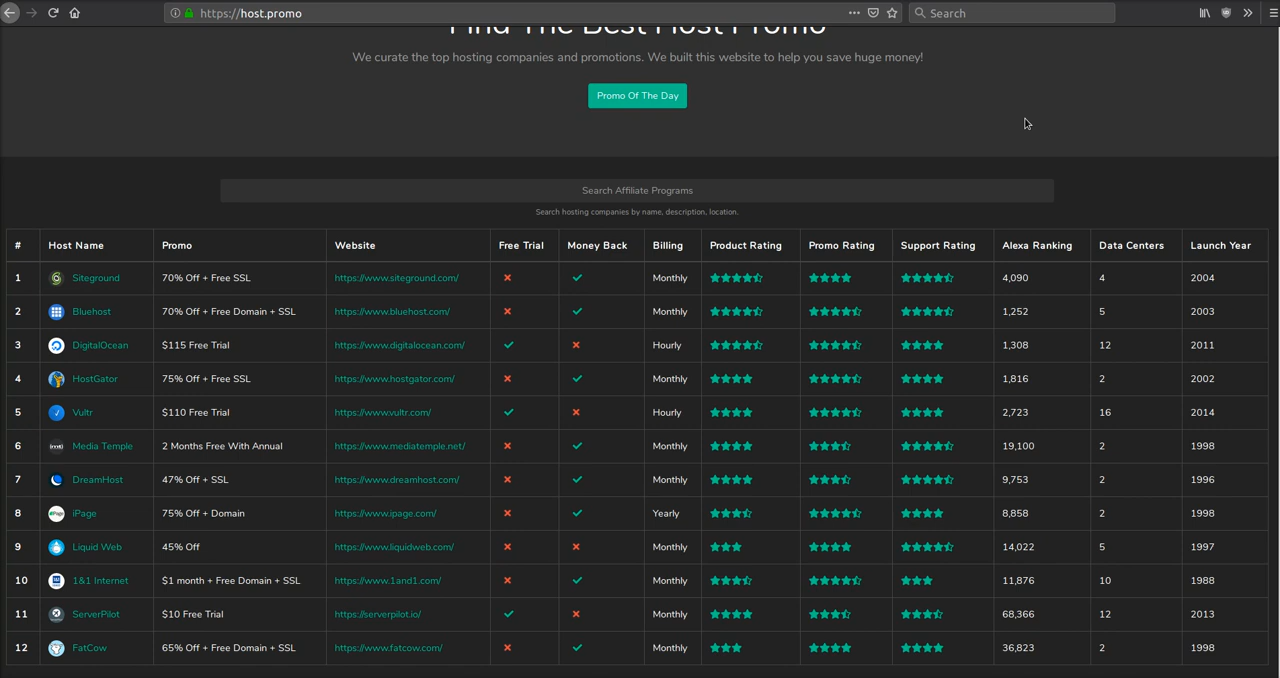 https://host.promo
Search
Find The Best Host Promo
We curate the top hosting companies and promotions. We built this website to help you save huge money!
Promo Of The Day
Search Affiliate Programs
Search hosting companies by name, description, location.
# Host Name Promo Website Free Trial Money Back Billing Product Rating Promo Rating Support Rating Alexa Ranking Data Centers Launch Year
1 Siteground 70% Off + Free SSL https://www.siteground.com/ Monthly 4,090 4 2004
2 Bluehost 70% Off + Free Domain + SSL https://www.bluehost.com/ Monthly 1,252 5 2003
3 DigitalOcean $115 Free Trial https://www.digitalocean.com/ Hourly 1,308 12 2011
4 HostGator 75% Off + Free SSL https://www.hostgator.com/ Monthly 1,816 2 2002
5 Vultr $110 Free Trial https://www.vultr.com/ Hourly 2,723 16 2014
6 Media Temple 2 Months Free With Annual https://www.mediatemple.net/ Monthly 19,100 2 1998
7 DreamHost 47% Off + SSL https://www.dreamhost.com/ Monthly 9,753 2 1996
8 iPage 75% Off + Domain https://www.ipage.com/ Yearly 8,858 2 1998
9 Liquid Web 45% Off https://www.liquidweb.com/ Monthly 14,022 5 1997
10 1&1 Internet $1 month + Free Domain + SSL https://www.1and1.com/ Monthly 11,876 10 1988
11 ServerPilot $10 Free Trial https://serverpilot.io/ Monthly 68,366 12 2013
12 FatCow 65% Off + Free Domain + SSL https://www.fatcow.com/ Monthly 36,823 2 1998